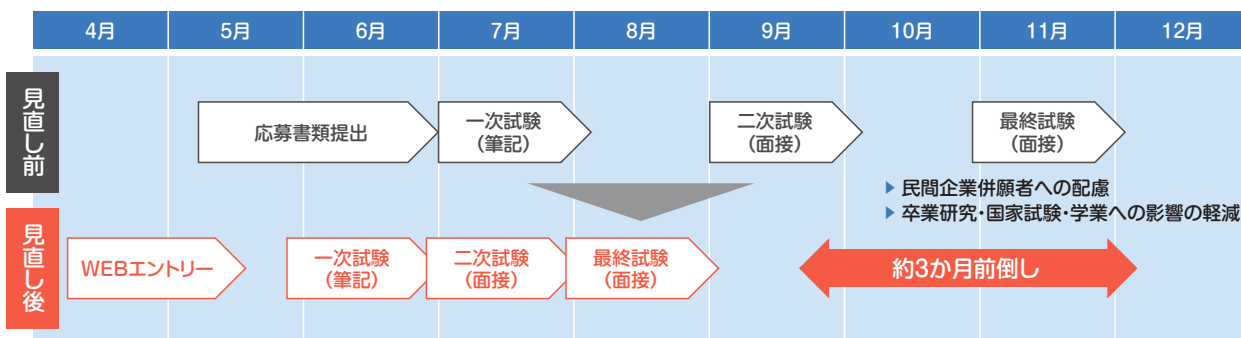 4月
5月
6月
7月
8月
9月
10月
11月
12月
見直し前
応募書類提出
一次試験
(筆記)
二次試験
(面接)
最終試験
(面接)
▶ 民間企業併願者への配慮
▶ 卒業研究・国家試験・学業への影響の軽減
見直し後
WEBエントリー
一次試験
(筆記)
二次試験
(面接)
最終試験
(面接)
約3か月前倒し